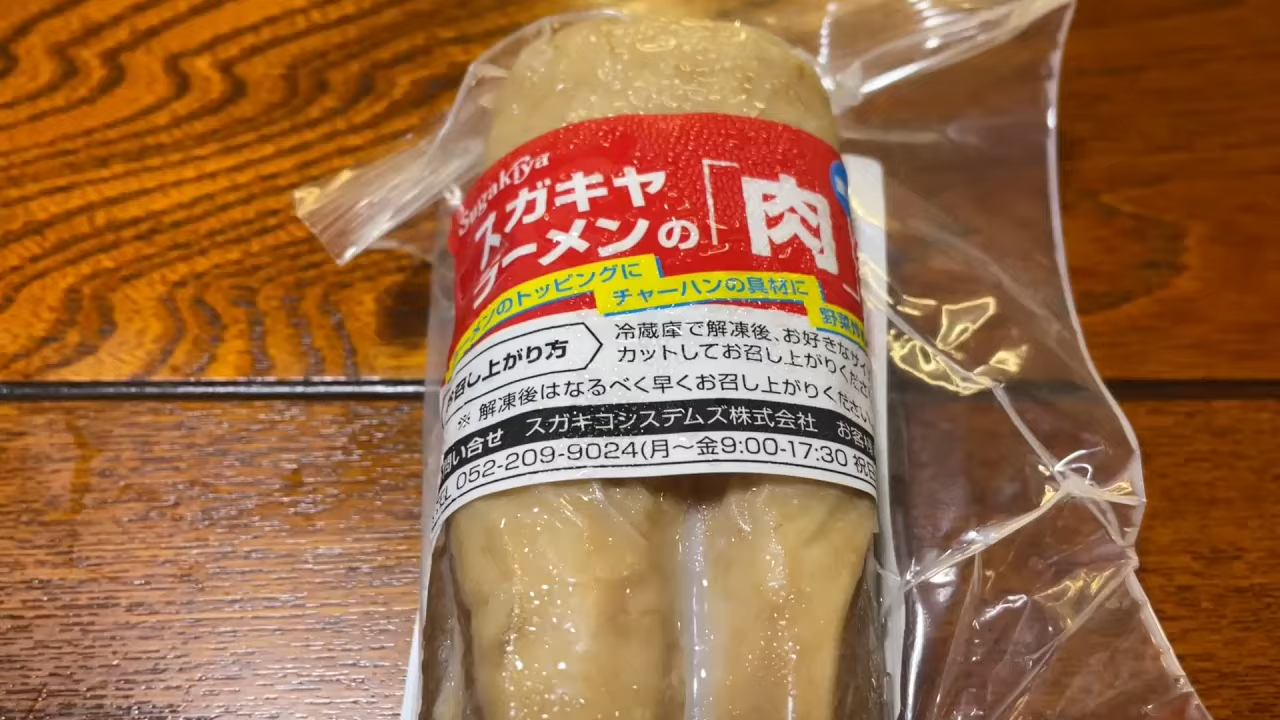 Sugakiya
スガキヤ
ラーメンの「肉」
ラーメンのトッピングに
チャーハンの具材に
野菜
お召し上がり方
冷蔵庫で解凍後、お好きなサイ
カットしてお召し上がりくださ
※ 解凍後はなるべく早くお召し上がりください
問い合せ スガキコシステムズ株式会社 お客様
TEL 052-209-9024(月〜金9:00-17:30 祝日